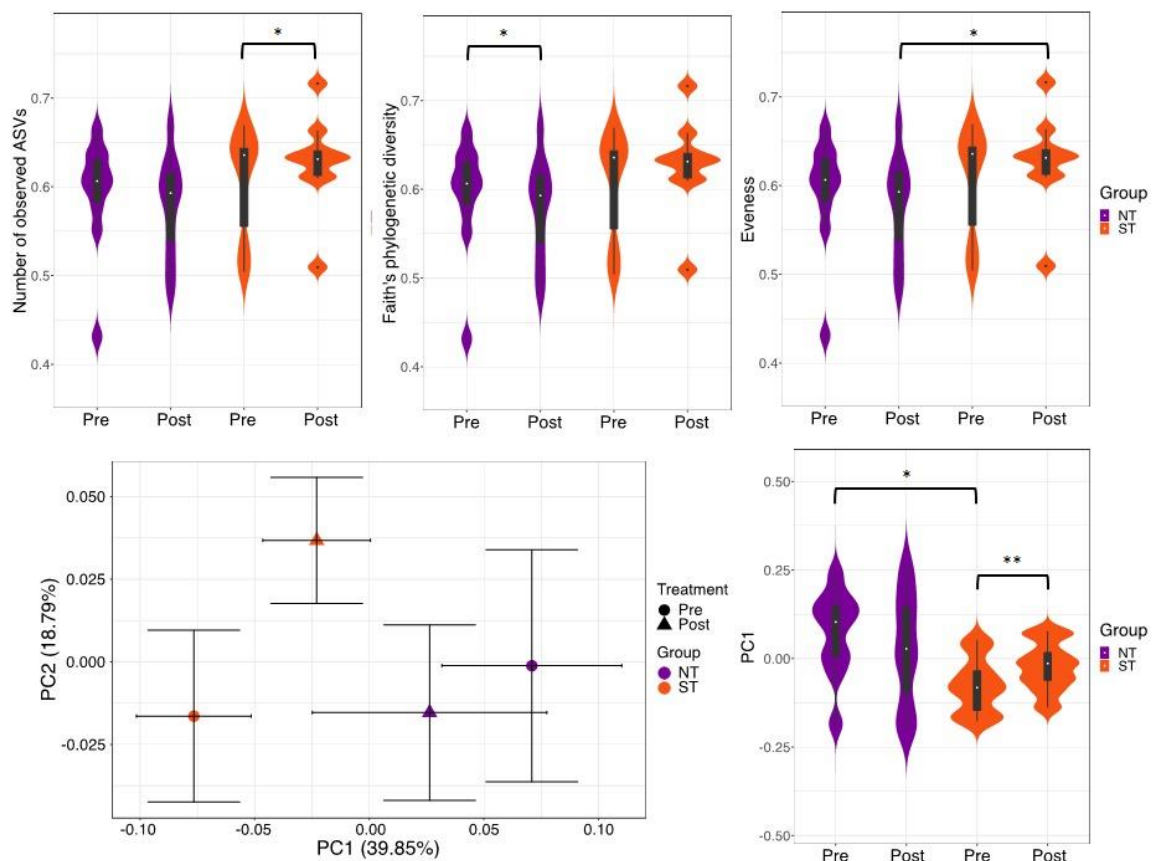 Number of observed ASVs
0.7
0.6
0.5
0.4
*
Pre Post Pre Post
Faith's phylogenetic diversity
0.7
0.6
0.5
0.4
*
Pre Post Pre Post
Eveness
0.7
0.6
0.5
0.4
*
Pre Post Pre Post
Group
NT
ST
PC2 (18.79%)
0.050
0.025
0.000
-0.025
-0.10 -0.05 0.00 0.05 0.10
PC1 (39.85%)
Treatment
Pre
Post
Group
NT
ST
PC1
0.50
0.25
0.00
-0.25
-0.50
*
**
Pre Post Pre Post
Group
NT
ST